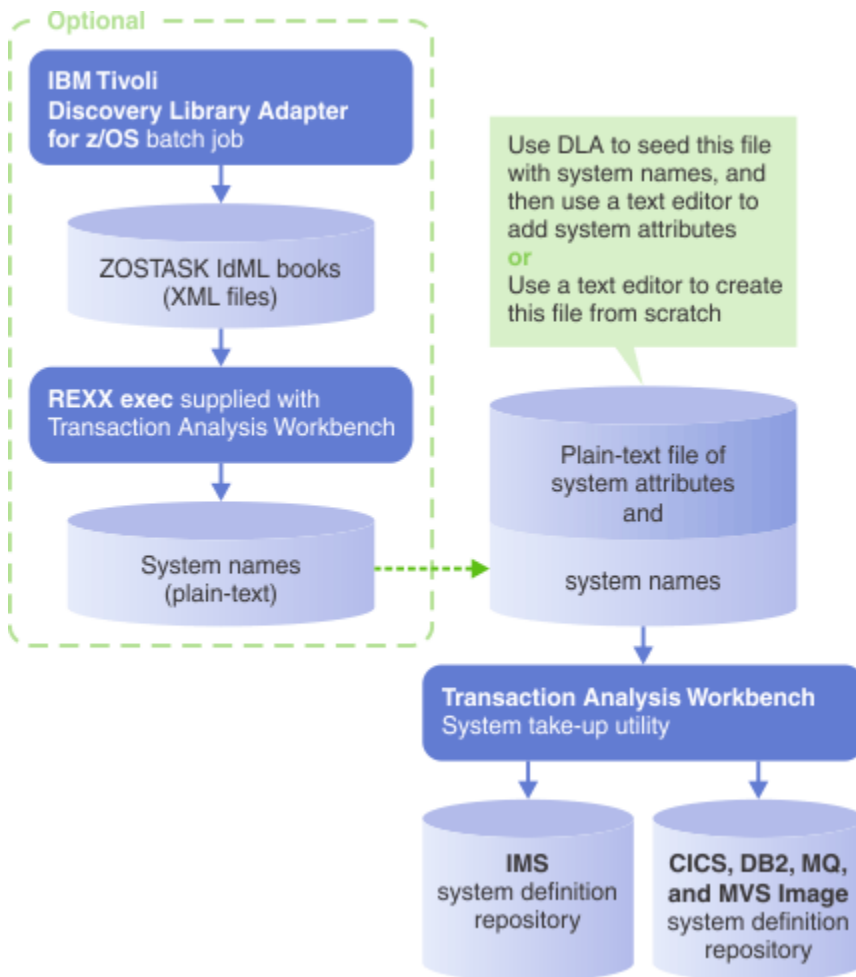 Optional
IBM Tivoli
Discovery Library Adapter
for z/OS batch job
ZOSTASK IdML books
(XML files)
REXX exec supplied with
Transaction Analysis Workbench
System names
(plain-text)
Use DLA to seed this file
with system names, and
then use a text editor to
add system attributes
or
Use a text editor to create
this file from scratch
Plain-text file of
system attributes
and
system names
Transaction Analysis Workbench
System take-up utility
IMS
system definition
repository
CICS, DB2, MQ,
and MVS Image
system definition
repository